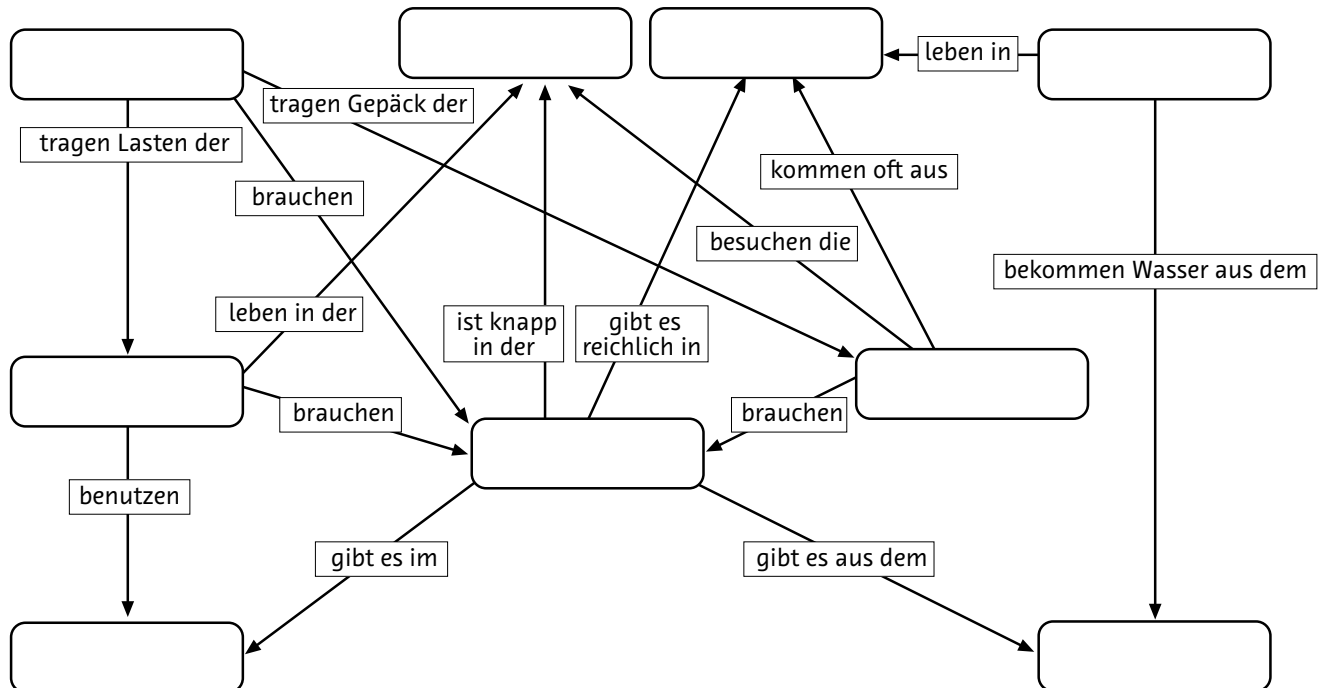 leben in
tragen Gepäck der
tragen Lasten der
kommen oft aus
brauchen
besuchen die
bekommen Wasser aus dem
leben in der
ist knapp
in der
gibt es
reichlich in
brauchen
brauchen
benutzen
gibt es im
gibt es aus dem